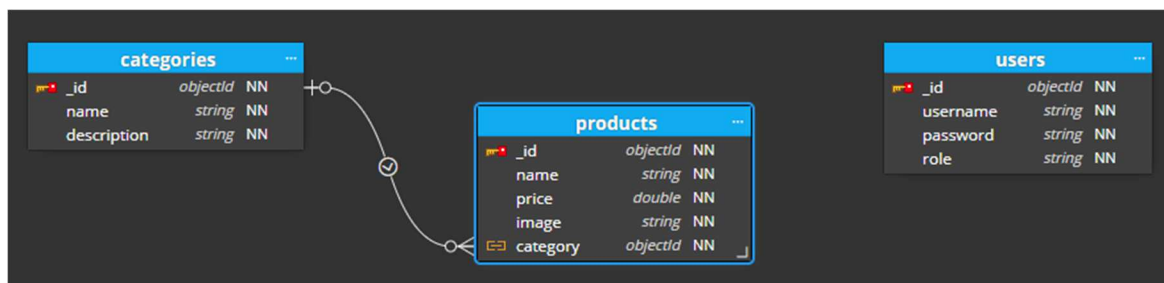 categories ...
_id objectId NN
name string NN
description string NN
products ...
_id objectId NN
name string NN
price double NN
image string NN
category objectId NN
users ...
_id objectId NN
username string NN
password string NN
role string NN